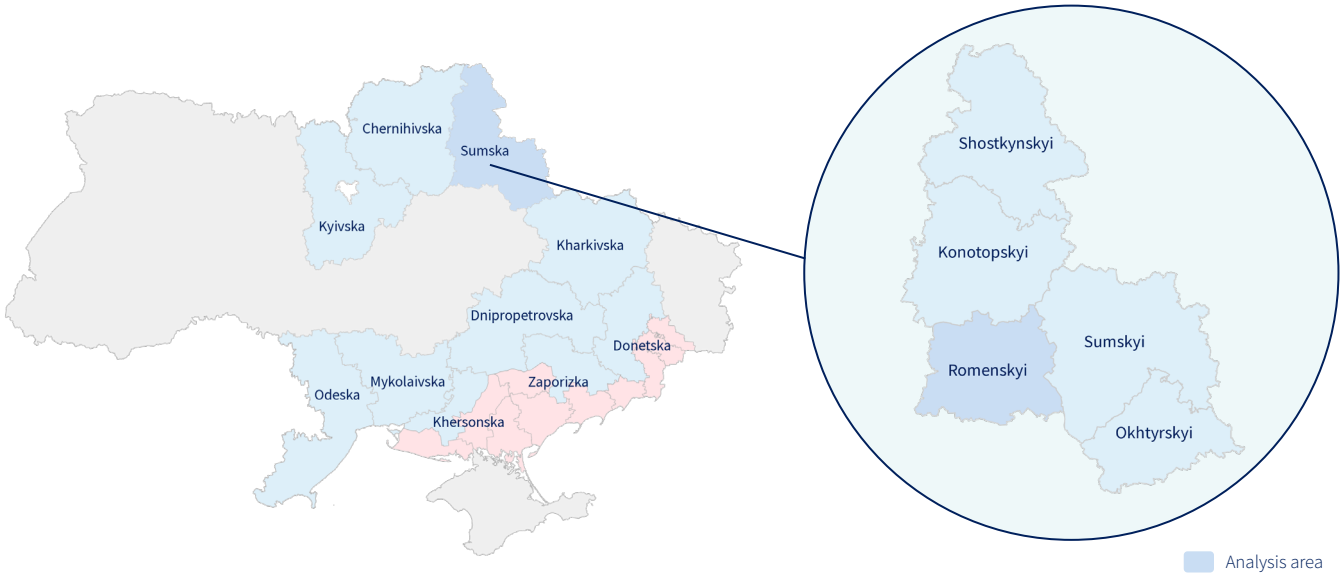 Chernihivska
Sumska
Kyivska
Kharkivska
Dnipropetrovska
Donetska
Zaporizka
Mykolaivska
Odeska
Khersonska
Shostkynskyi
Konotopskyi
Sumskyi
Romenskyi
Okhtyrskyi
Analysis area